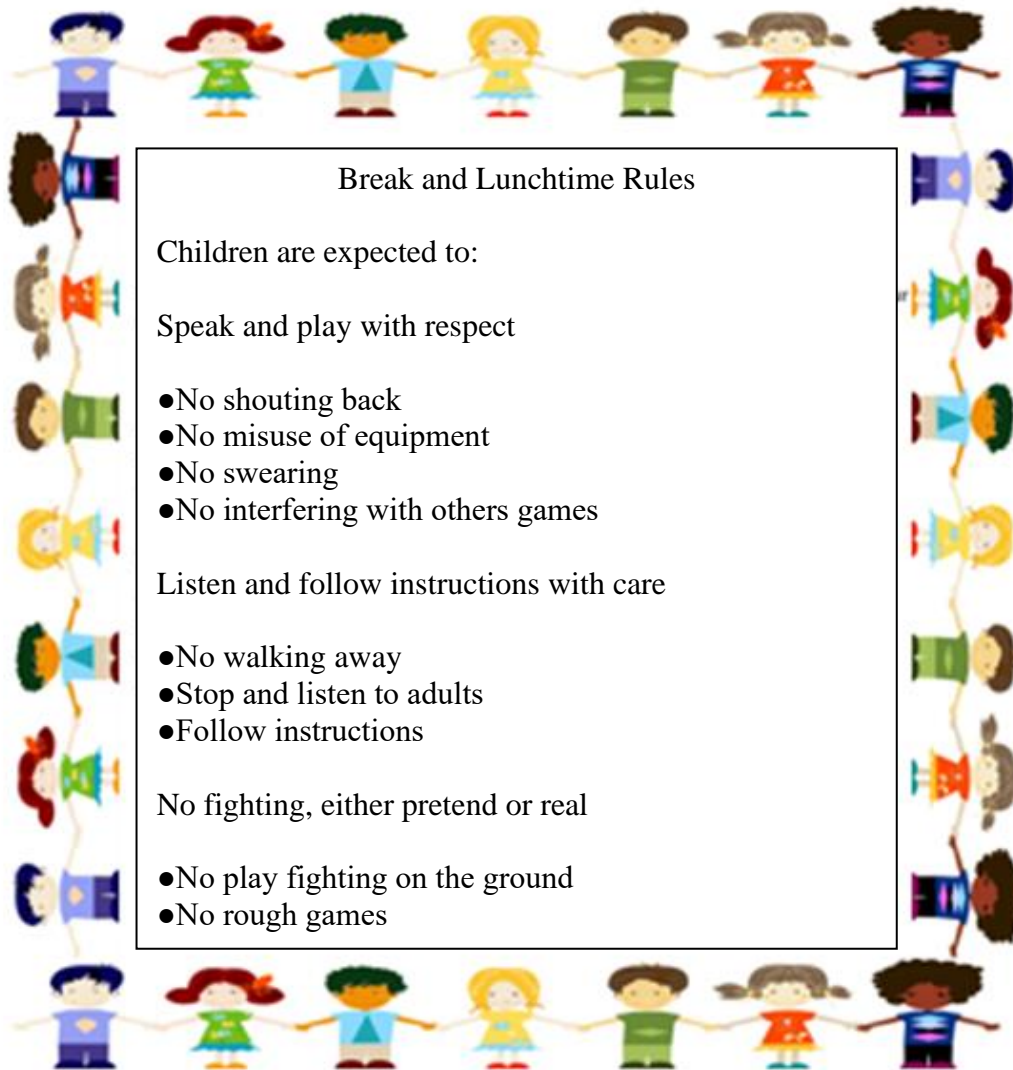 Break and Lunchtime Rules
Children are expected to:
Speak and play with respect
●No shouting back
●No misuse of equipment
●No swearing
●No interfering with others games
Listen and follow instructions with care
●No walking away
●Stop and listen to adults
●Follow instructions
No fighting, either pretend or real
●No play fighting on the ground
●No rough games